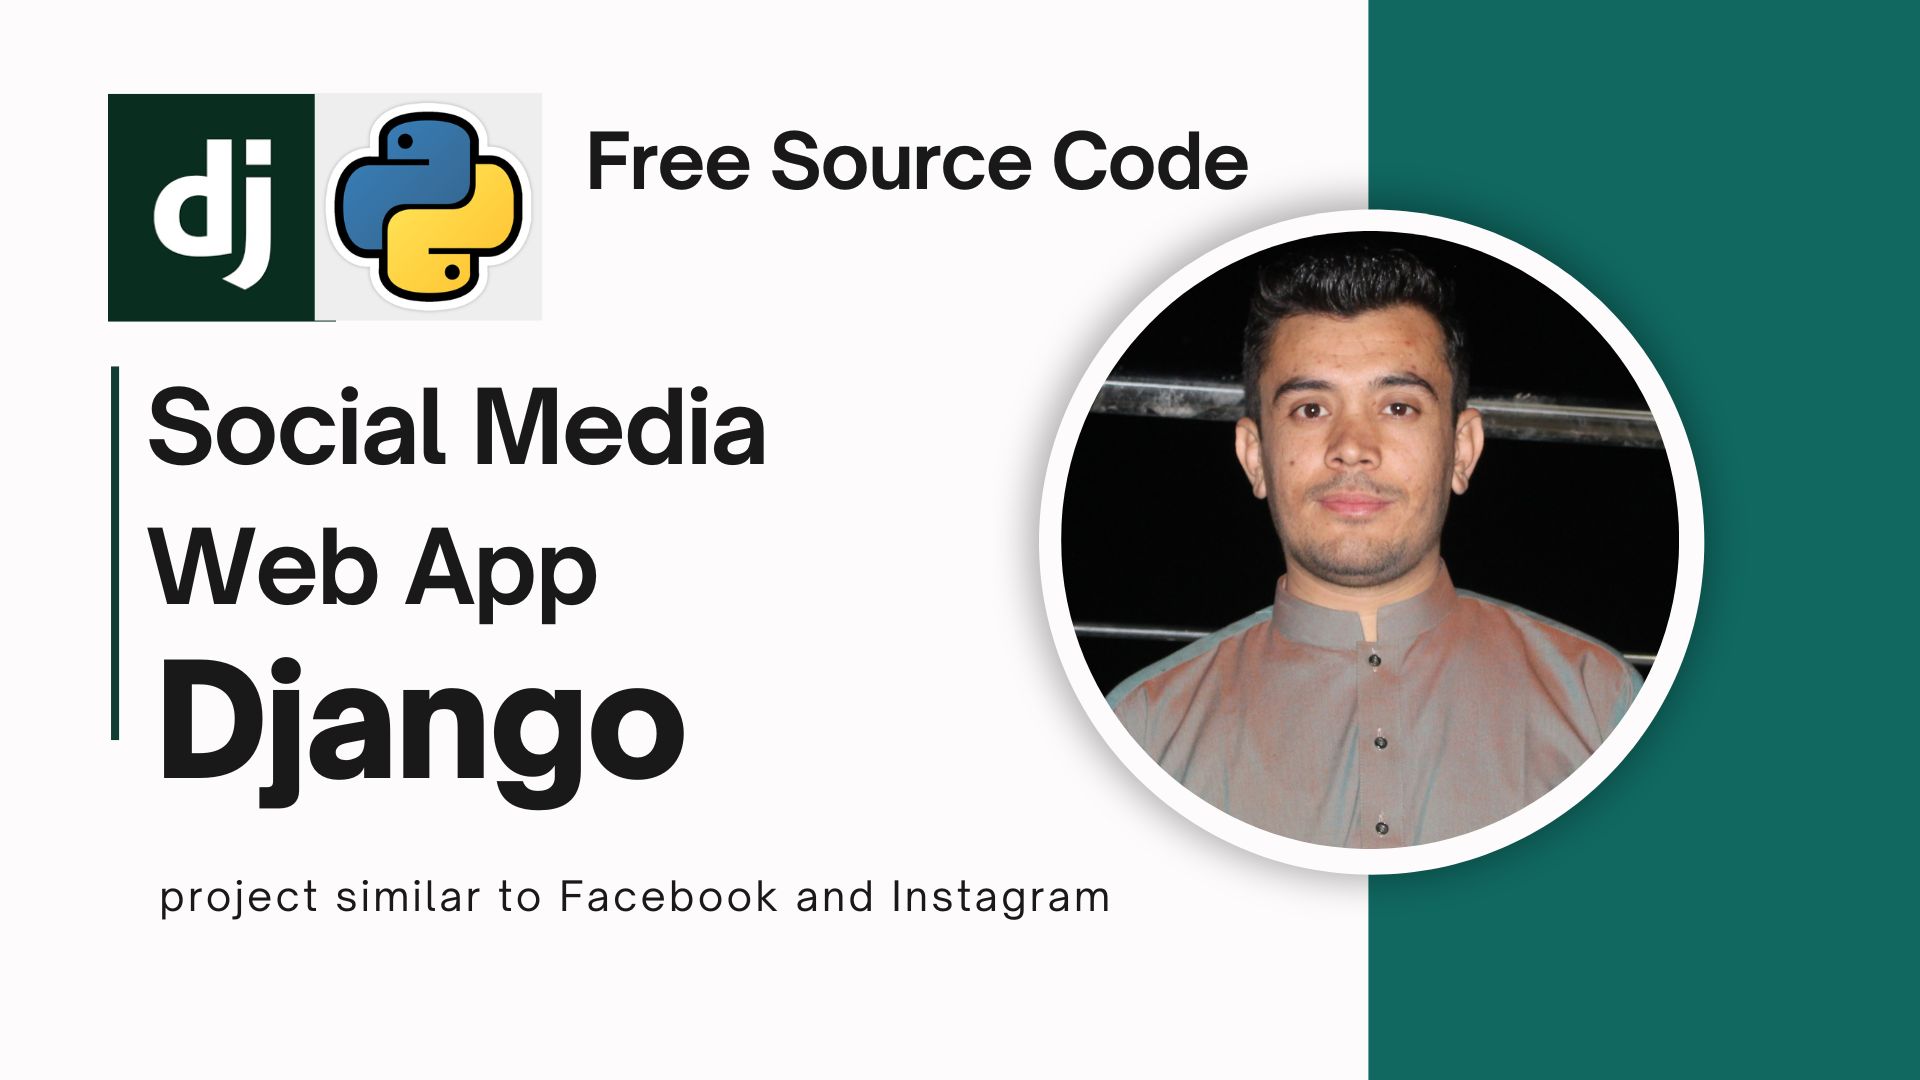 dj
Free Source Code
Social Media
Web App
Django
project similar to Facebook and Instagram